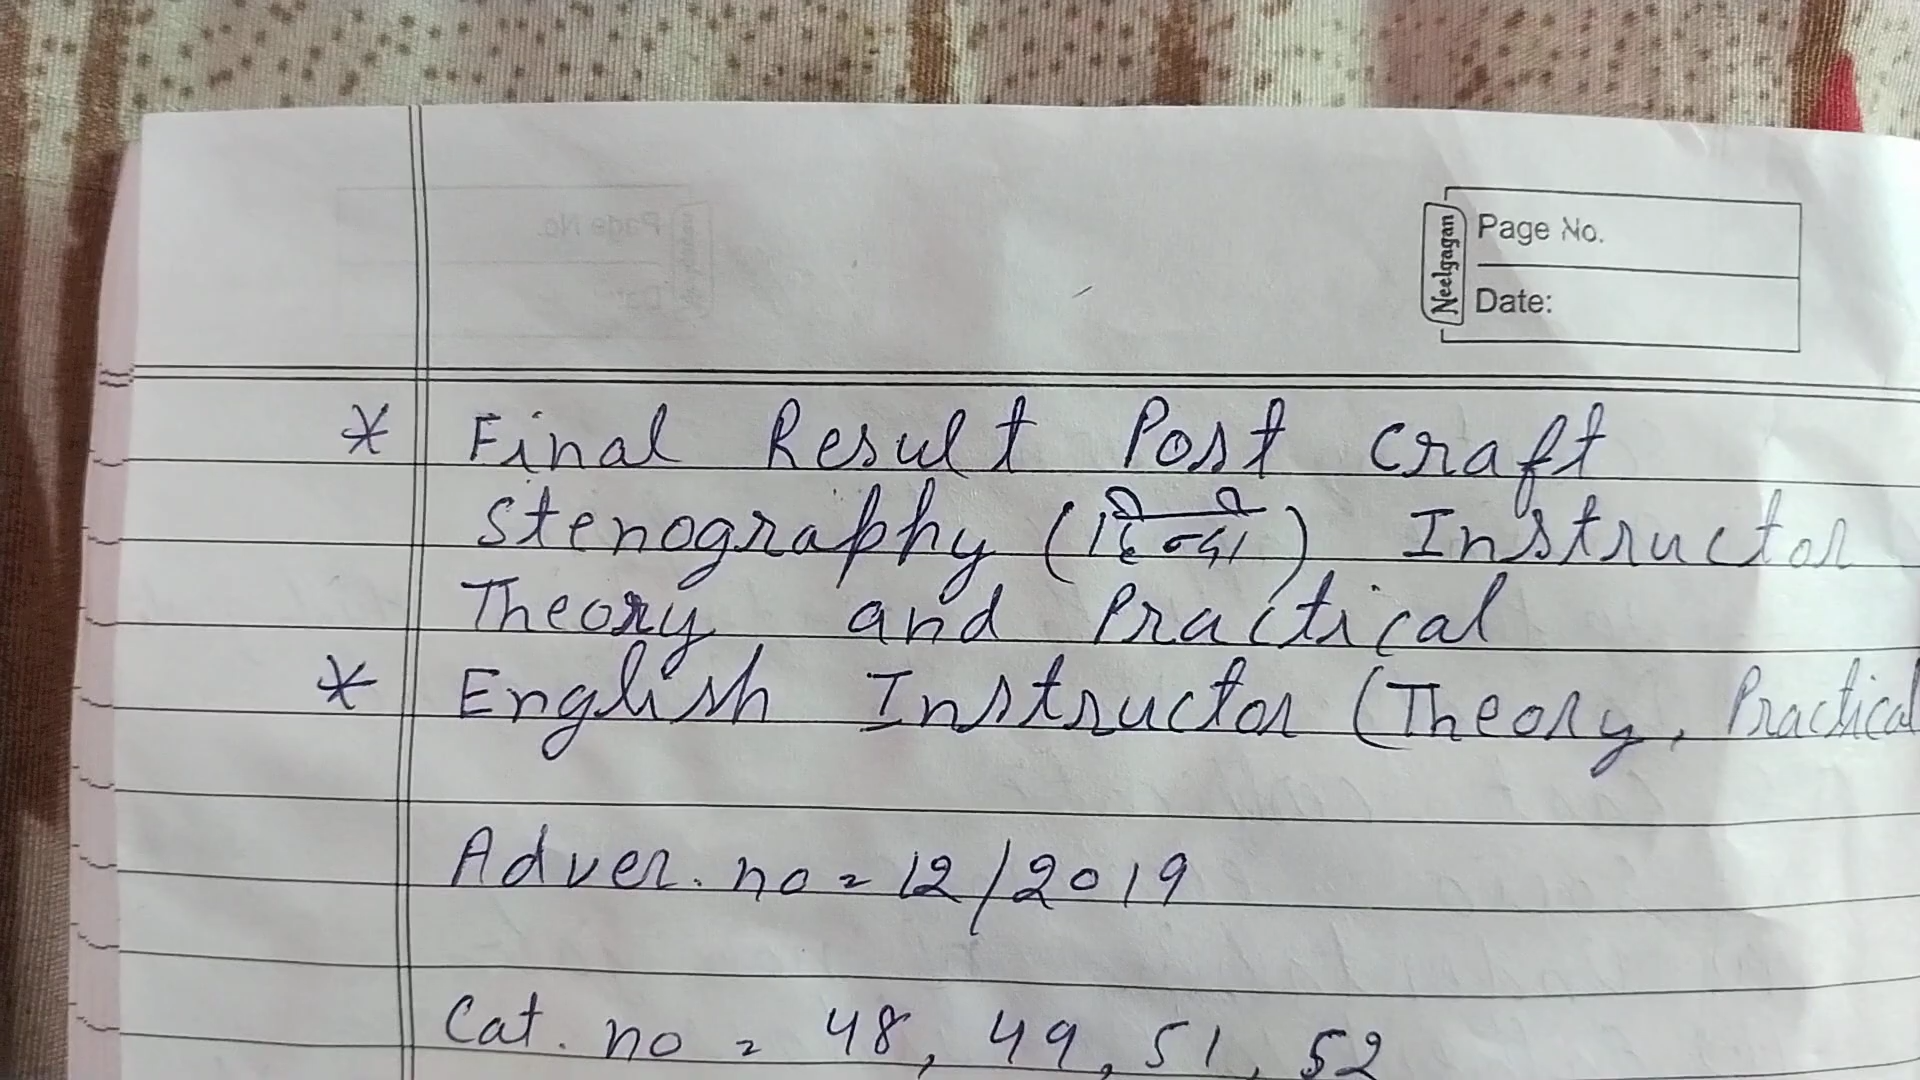 Neelgagan
Page No.
Date:
* Final Result Post Craft
Stenography (हिन्दी) Instructor
Theory and Practical
* English Instructor (Theory, Practical
Adver. no = 12/2019
Cat. no = 48, 49, 51, 52